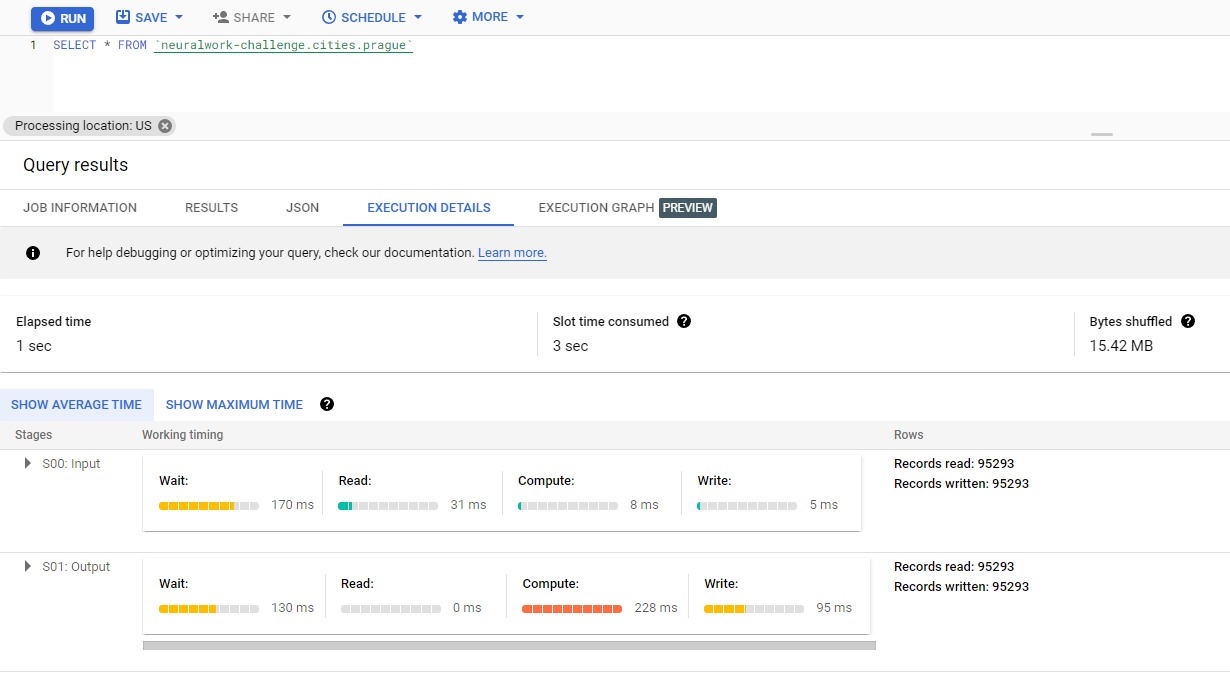 RUN SAVE SHARE SCHEDULE MORE
1 SELECT * FROM `neuralwork-challenge.cities.prague`
Processing location: US
Query results
JOB INFORMATION RESULTS JSON EXECUTION DETAILS EXECUTION GRAPH PREVIEW
For help debugging or optimizing your query, check our documentation. Learn more.
Elapsed time Slot time consumed Bytes shuffled
1 sec 3 sec 15.42 MB
SHOW AVERAGE TIME SHOW MAXIMUM TIME
Stages Working timing Rows
S00: Input Records read: 95293
Wait: Read: Compute: Write: Records written: 95293
170 ms 31 ms 8 ms 5 ms
S01: Output Records read: 95293
Wait: Read: Compute: Write: Records written: 95293
130 ms 0 ms 228 ms 95 ms